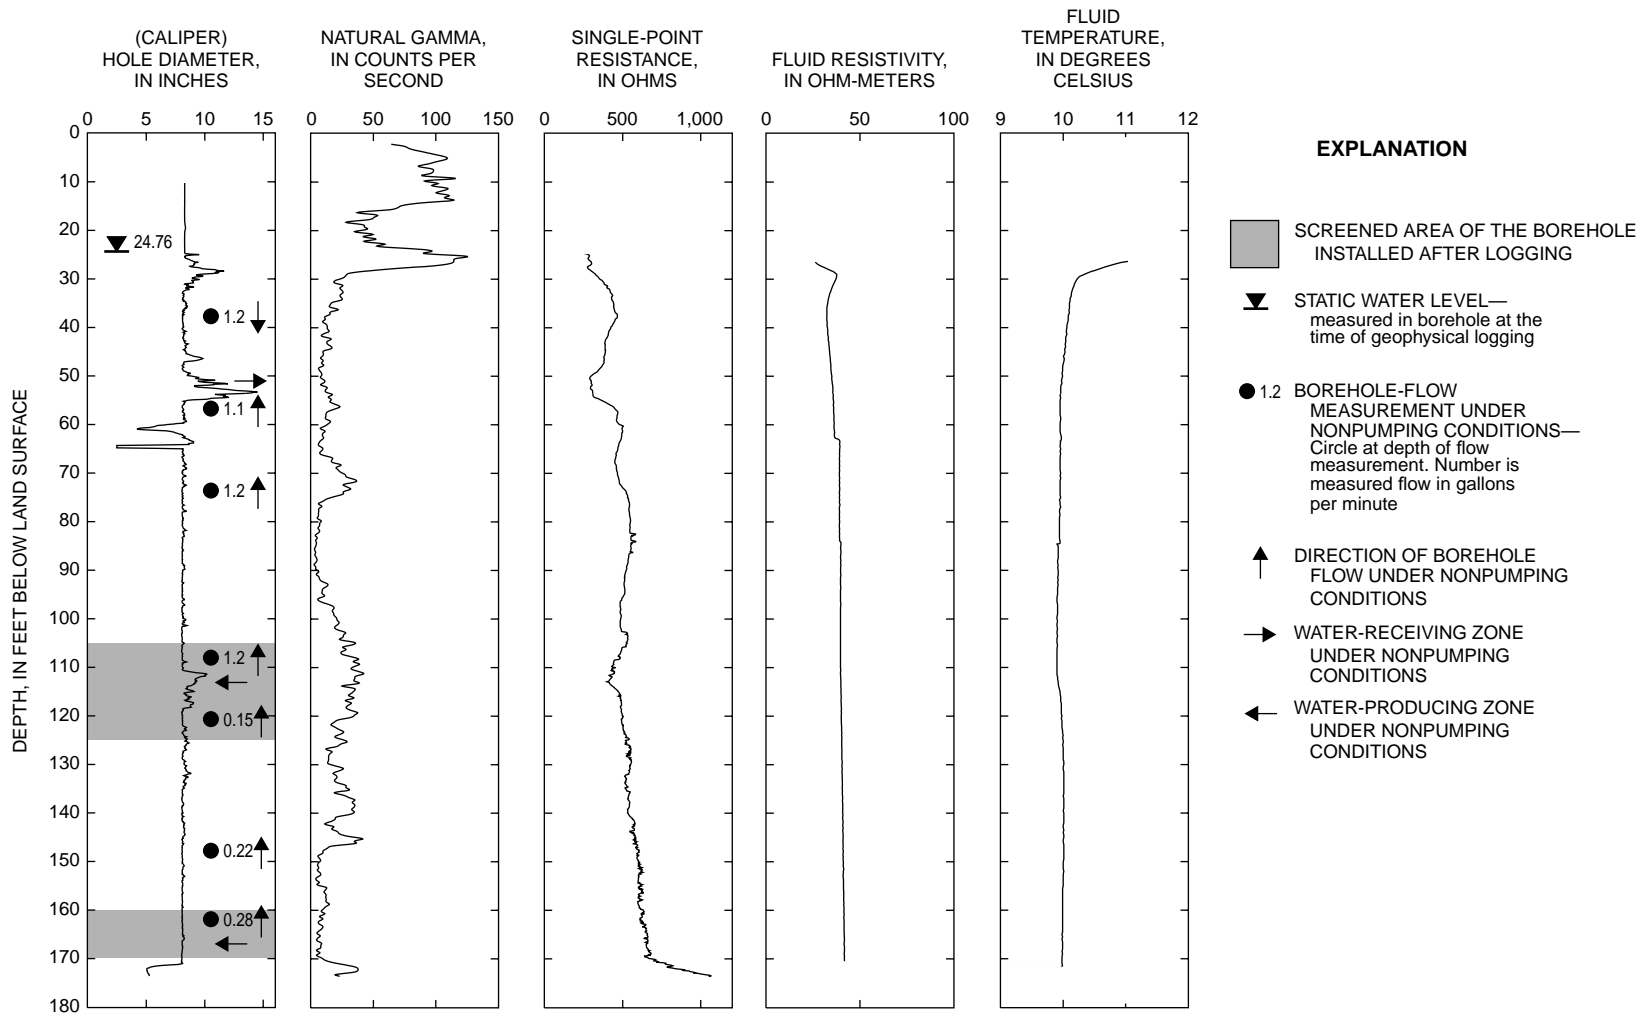 (CALIPER)
HOLE DIAMETER,
IN INCHES
NATURAL GAMMA,
IN COUNTS PER
SECOND
SINGLE-POINT
RESISTANCE,
IN OHMS
FLUID RESISTIVITY,
IN OHM-METERS
FLUID
TEMPERATURE,
IN DEGREES
CELSIUS
0 5 10 15
0 50 100 150
0 500 1,000
0 50 100
9 10 11 12
DEPTH, IN FEET BELOW LAND SURFACE
0
10
20
30
40
50
60
70
80
90
100
110
120
130
140
150
160
170
180
24.76
1.2
1.1
1.2
1.2
0.15
0.22
0.28
EXPLANATION
SCREENED AREA OF THE BOREHOLE
INSTALLED AFTER LOGGING
STATIC WATER LEVEL—
measured in borehole at the
time of geophysical logging
1.2 BOREHOLE-FLOW
MEASUREMENT UNDER
NONPUMPING CONDITIONS—
Circle at depth of flow
measurement. Number is
measured flow in gallons
per minute
DIRECTION OF BOREHOLE
FLOW UNDER NONPUMPING
CONDITIONS
WATER-RECEIVING ZONE
UNDER NONPUMPING
CONDITIONS
WATER-PRODUCING ZONE
UNDER NONPUMPING
CONDITIONS